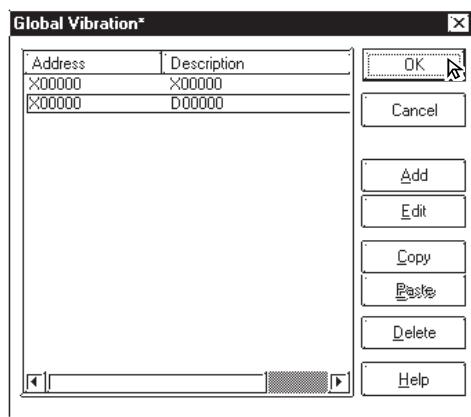 Global Vibration*
Address Description
X00000 X00000
X00000 D00000
OK
Cancel
Add
Edit
Copy
Paste
Delete
Help